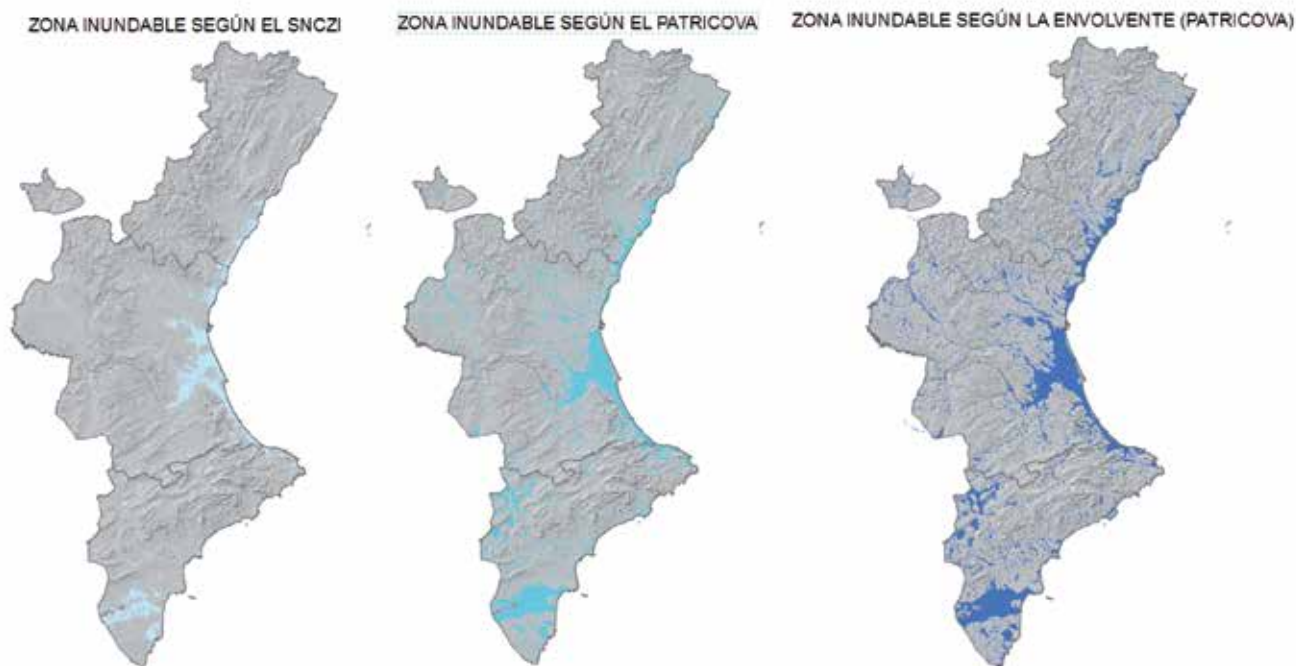 ZONA INUNDABLE SEGÚN EL SNCZI
ZONA INUNDABLE SEGÚN EL PATRICOVA
ZONA INUNDABLE SEGÚN LA ENVOLVENTE (PATRICOVA)